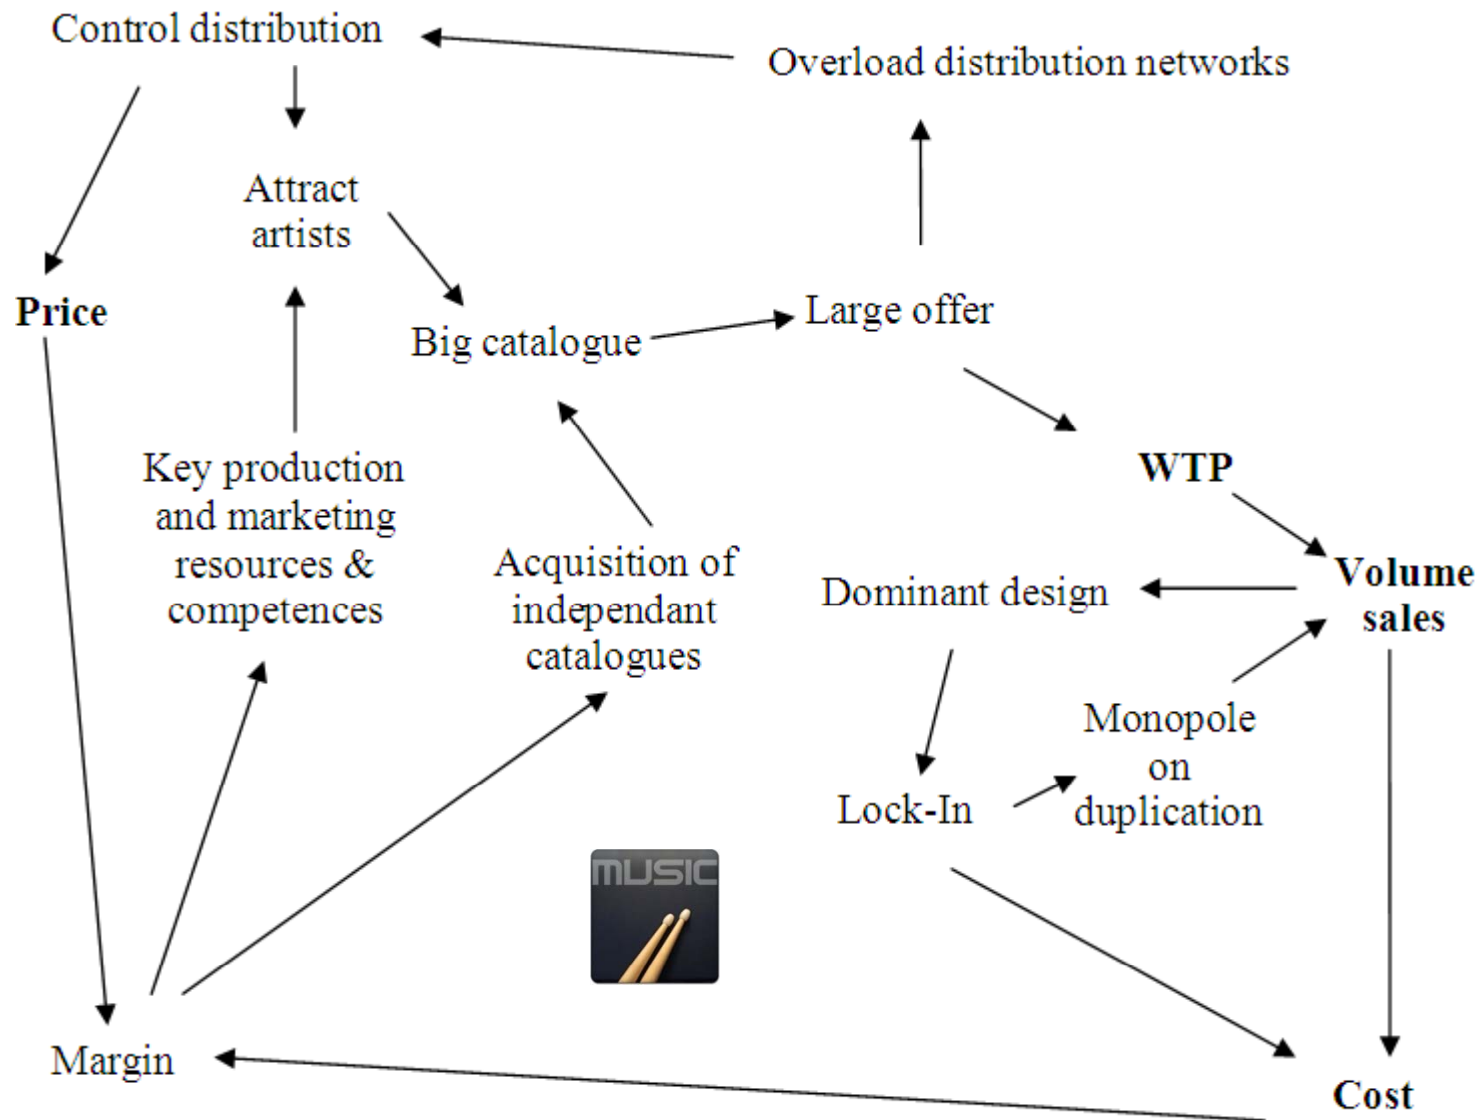 Control distribution
Overload distribution networks
Attract
artists
Price
Large offer
Big catalogue
Key production
and marketing
resources &
competences
WTP
Acquisition of
independant
catalogues
Dominant design
Volume
sales
Monopole
on
duplication
Lock-In
MUSIC
Margin
Cost